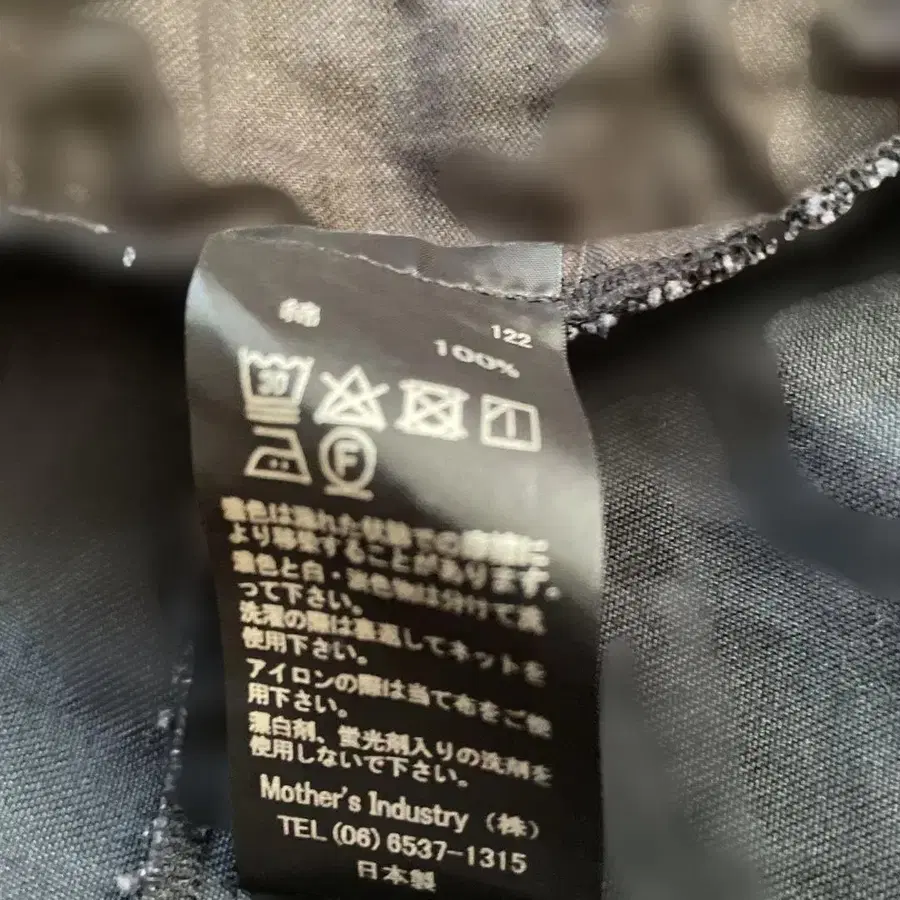 綿
122
100%
30
F
濃色は濡れた状態での摩擦に
より移染することがあります。
濃色と白・淡色物は分けて洗
って下さい。
洗濯の際は裏返してネットを
使用下さい。
アイロンの際は当て布をご使
用下さい。
漂白剤、蛍光剤入りの洗剤を
使用しないで下さい。
Mother's Industry (株)
TEL (06) 6537-1315
日本製